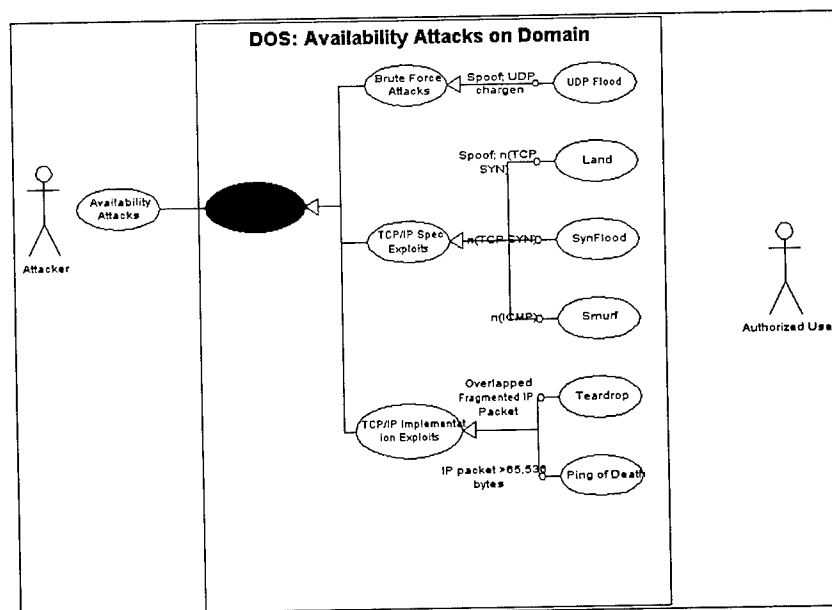 DOS: Availability Attacks on Domain
Brute Force
Attacks
Spoof; UDP
chargen
UDP Flood
Spoof; n(TCP
SYN)
Land
Availability
Attacks
TCP/IP Spec
Exploits
n(TCP SYN)
SynFlood
Attacker
n(ICMP)
Smurf
Authorized User
Overlapped
Fragmented IP
Packet
Teardrop
TCP/IP Implementat
ion Exploits
IP packet >65,536
bytes
Ping of Death